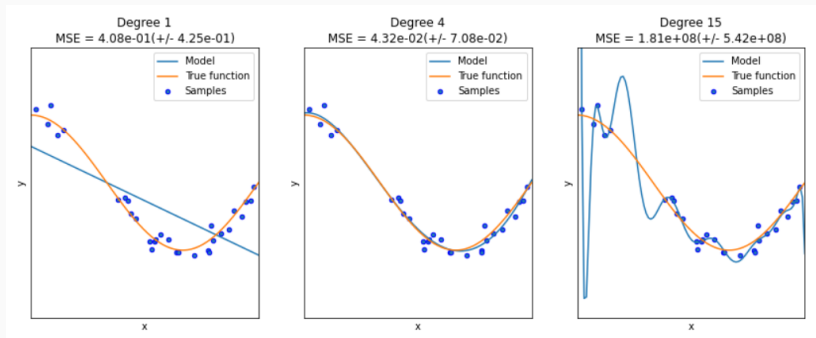 Degree 1
MSE = 4.08e-01(+/- 4.25e-01)
Model
True function
Samples
y
x
Degree 4
MSE = 4.32e-02(+/- 7.08e-02)
Model
True function
Samples
y
x
Degree 15
MSE = 1.81e+08(+/- 5.42e+08)
Model
True function
Samples
y
x